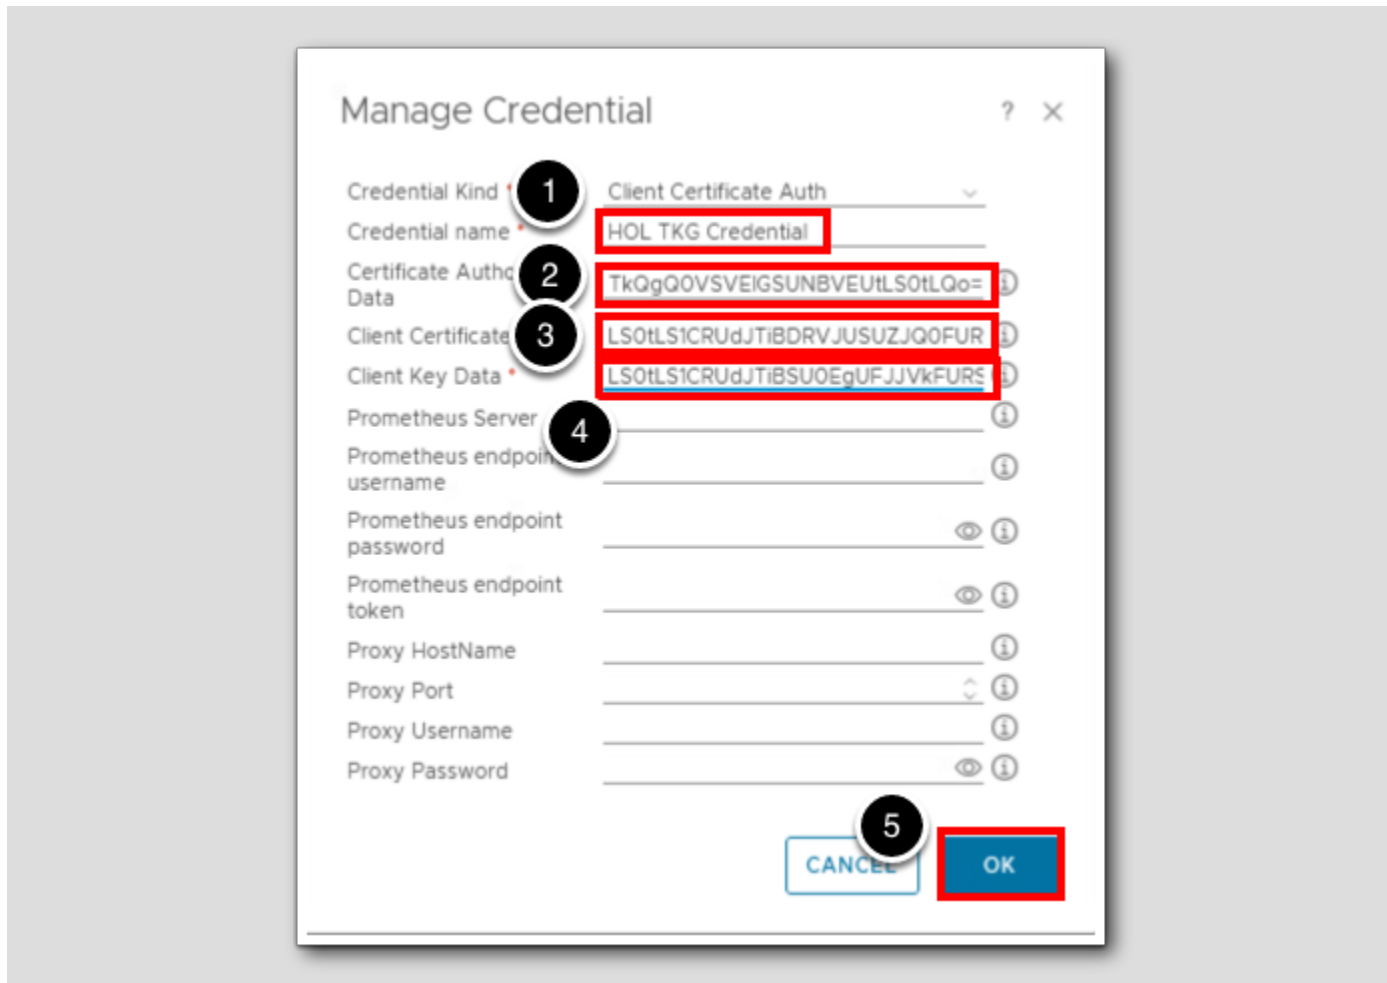 Manage Credential ?
Credential Kind * 1 Client Certificate Auth
Credential name * HOL TKG Credential
Certificate Autho 2 TkQgQ0VSVElGSUNBVEUtLS0tLQo=
Data
Client Certificate 3 LS0tLS1CRUdJTiBDRVJUSUZJQ0FUR
Client Key Data * LS0tLS1CRUdJTiBSU0EgUFJJVkFURS
Prometheus Server 4
Prometheus endpoint
username
Prometheus endpoint
password
Prometheus endpoint
token
Proxy HostName
Proxy Port
Proxy Username
Proxy Password
5
CANCEL OK